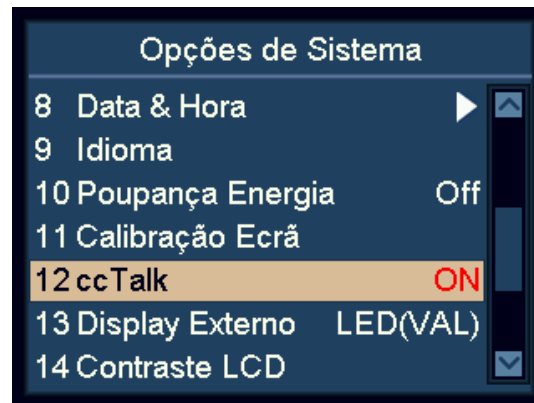 Opções de Sistema
8 Data & Hora
9 Idioma
10 Poupança Energia Off
11 Calibração Ecrã
12 ccTalk ON
13 Display Externo LED(VAL)
14 Contraste LCD